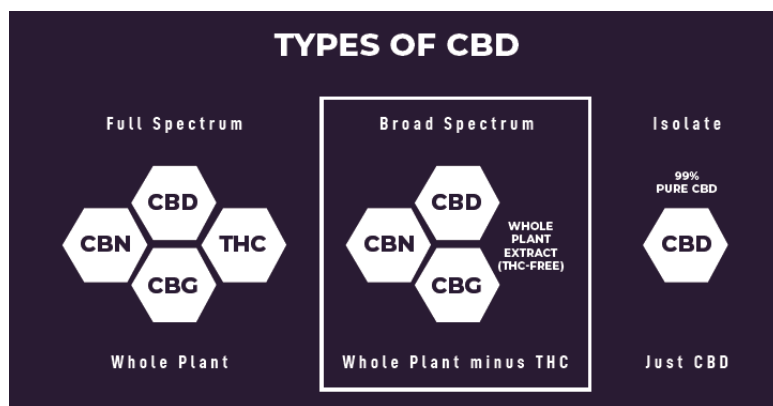 TYPES OF CBD
Full Spectrum
CBD
CBN
THC
CBG
Whole Plant
Broad Spectrum
CBD
CBN
CBG
WHOLE
PLANT
EXTRACT
(THC-FREE)
Whole Plant minus THC
Isolate
99%
PURE CBD
CBD
Just CBD